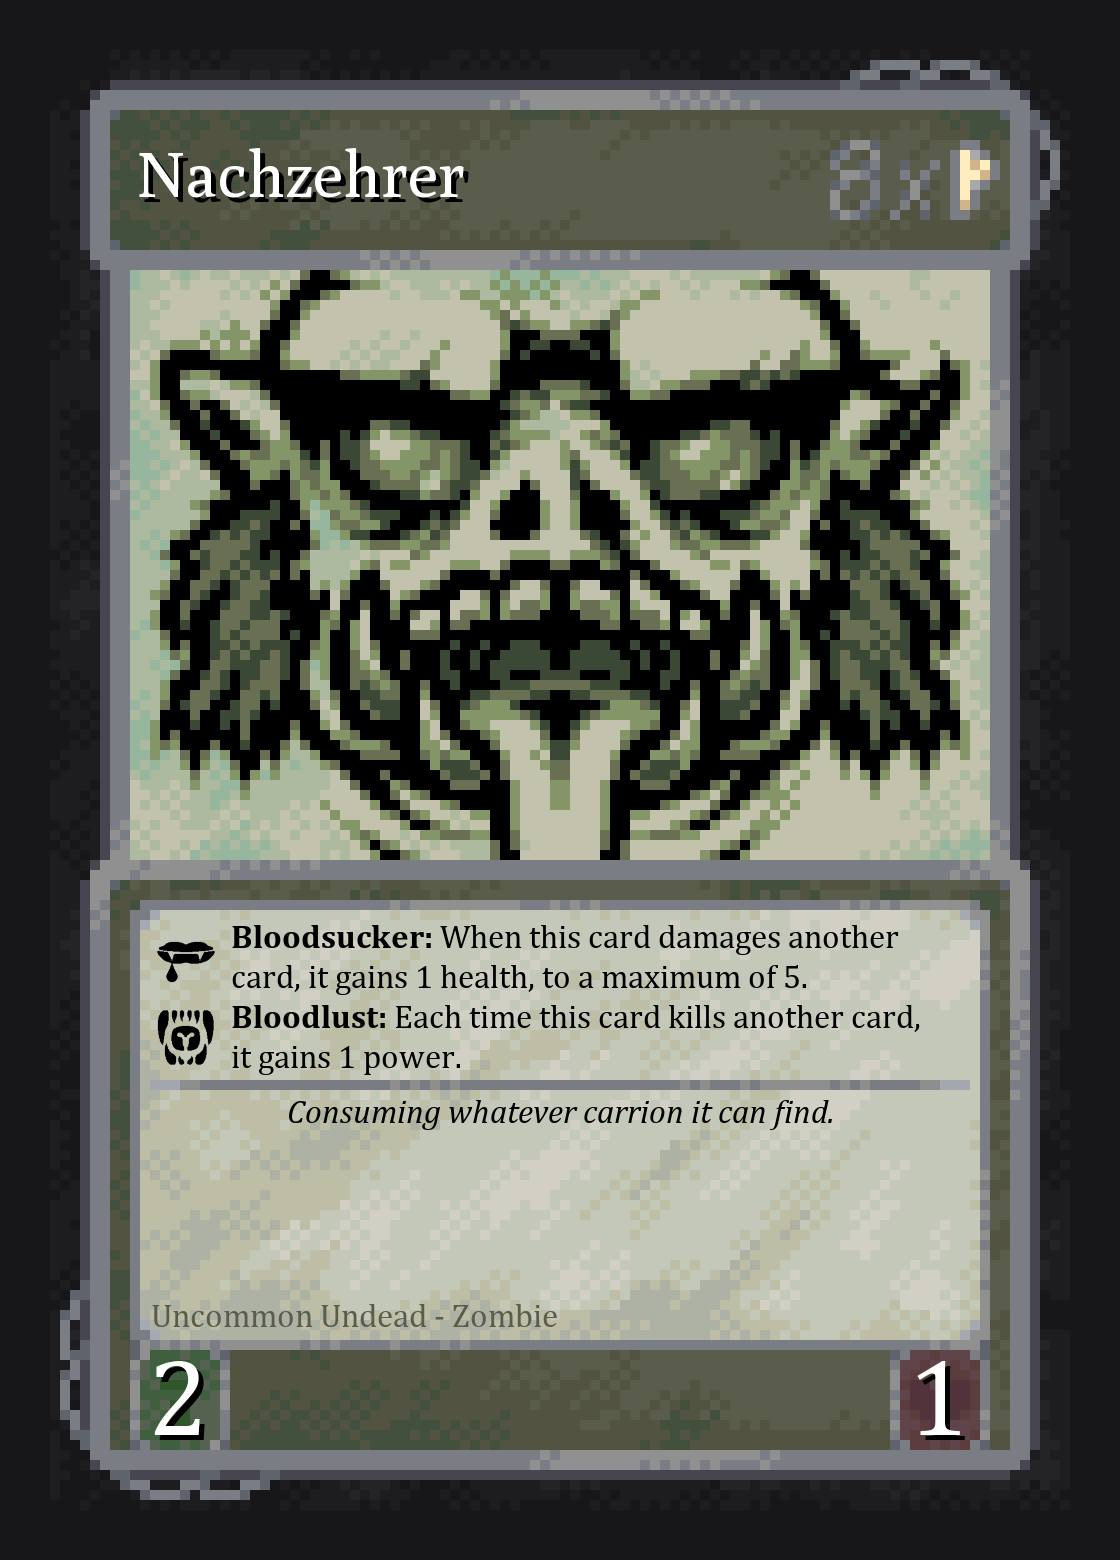 Nachzehrer
8x
Bloodsucker: When this card damages another
card, it gains 1 health, to a maximum of 5.
Bloodlust: Each time this card kills another card,
it gains 1 power.
Consuming whatever carrion it can find.
Uncommon Undead - Zombie
2
1